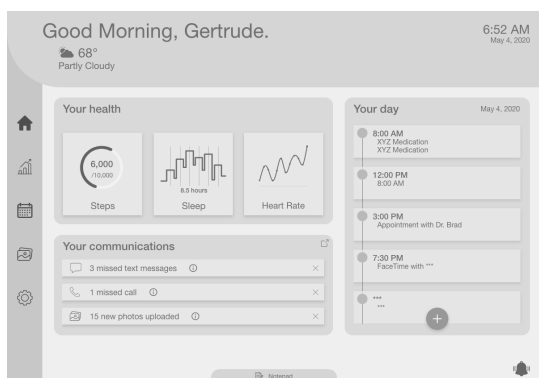 Good Morning, Gertrude.
6:52 AM
May 4, 2020
68°
Partly Cloudy
Your health
6,000
/10,000
Steps
8.5 hours
Sleep
Heart Rate
Your communications
3 missed text messages
1 missed call
15 new photos uploaded
Your day
May 4, 2020
8:00 AM
XYZ Medication
XYZ Medication
12:00 PM
8:00 AM
3:00 PM
Appointment with Dr. Brad
7:30 PM
FaceTime with ***
***
***
Notepad